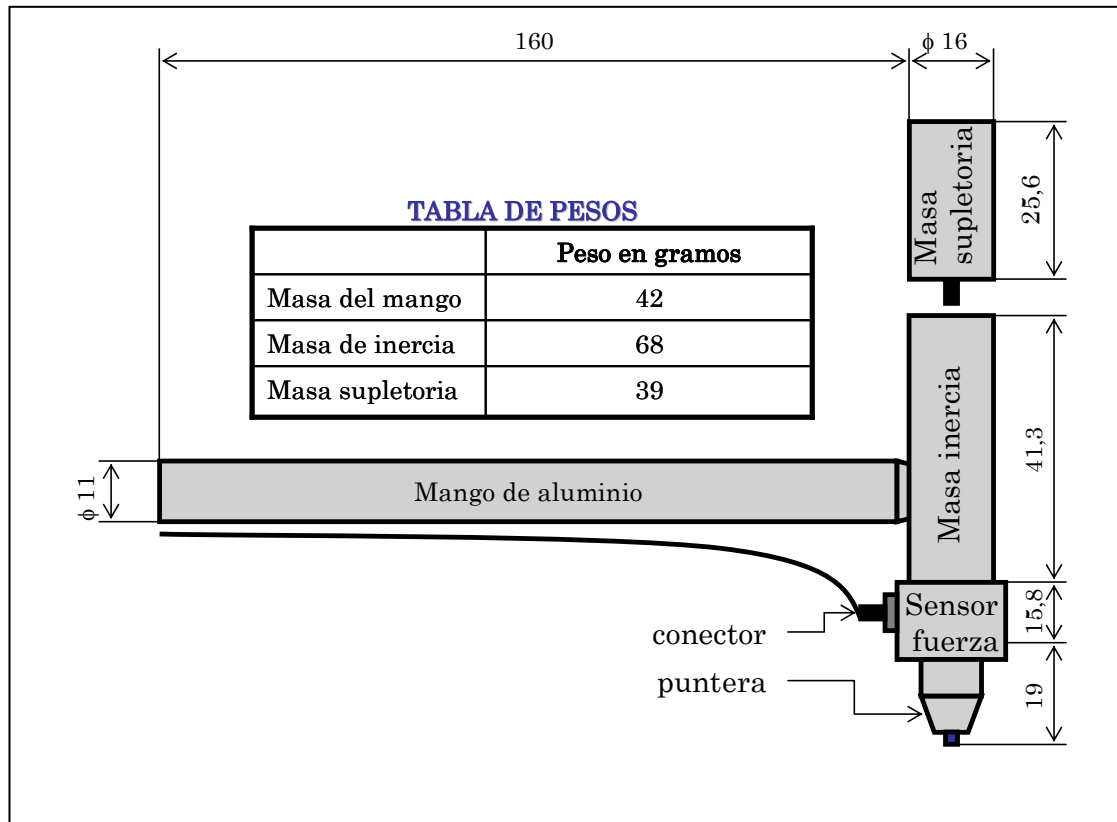 160
ϕ 16
Masa
supletoria
25,6
TABLA DE PESOS
Peso en gramos
Masa del mango 42
Masa de inercia 68
Masa supletoria 39
Masa inercia
41,3
ϕ 11
Mango de aluminio
Sensor
fuerza
15,8
conector
puntera
19